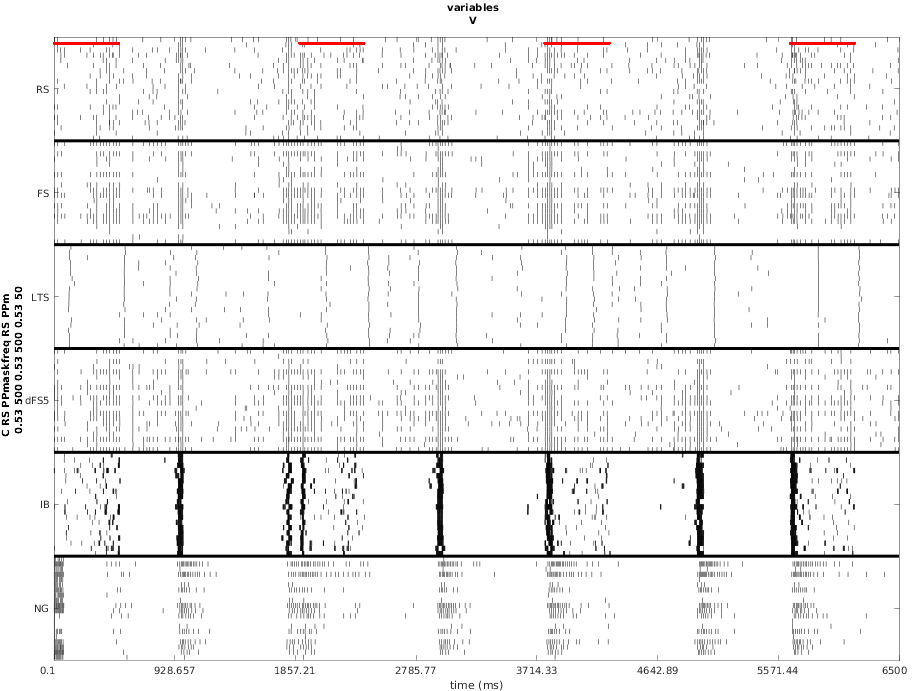 variables
V
RS
FS
LTS
dFS5
IB
NG
C RS PPmaskfreq RS PPm
0.53 500 0.53 500 0.53 50
0.1
928.657
1857.21
2785.77
3714.33
4642.89
5571.44
6500
time (ms)